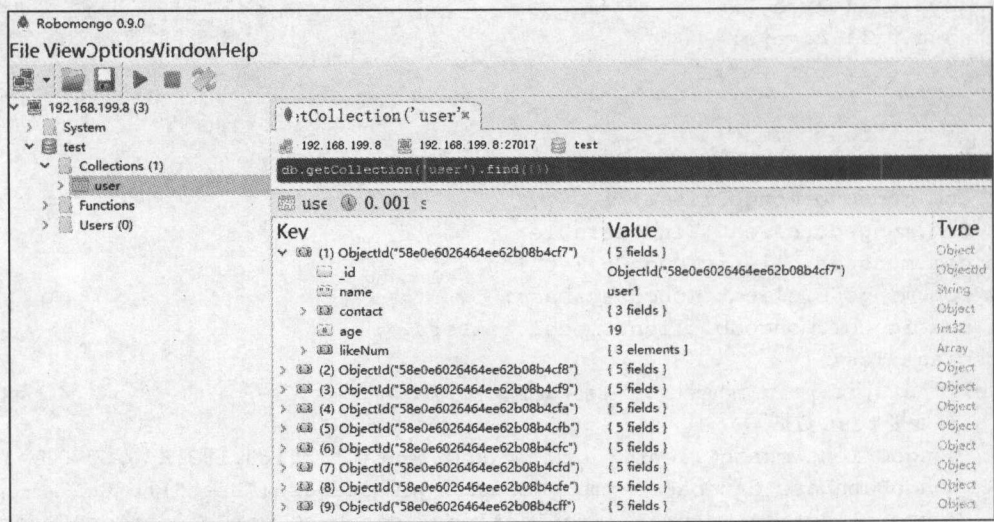 Robomongo 0.9.0
File ViewOptionsWindowHelp
192.168.199.8 (3)
System
test
Collections (1)
user
Functions
Users (0)
tCollection('user'×
192.168.199.8 192.168.199.8:27017 test
db.getCollection('user').find({})
use 0.001 s
Key Value Type
(1) ObjectId("58e0e6026464ee62b08b4cf7") { 5 fields } Object
_id ObjectId("58e0e6026464ee62b08b4cf7") ObjectId
name user1 String
contact { 3 fields } Object
age 19 Int32
likeNum [ 3 elements ] Array
(2) ObjectId("58e0e6026464ee62b08b4cf8") { 5 fields } Object
(3) ObjectId("58e0e6026464ee62b08b4cf9") { 5 fields } Object
(4) ObjectId("58e0e6026464ee62b08b4cfa") { 5 fields } Object
(5) ObjectId("58e0e6026464ee62b08b4cfb") { 5 fields } Object
(6) ObjectId("58e0e6026464ee62b08b4cfc") { 5 fields } Object
(7) ObjectId("58e0e6026464ee62b08b4cfd") { 5 fields } Object
(8) ObjectId("58e0e6026464ee62b08b4cfe") { 5 fields } Object
(9) ObjectId("58e0e6026464ee62b08b4cff") { 5 fields } Object